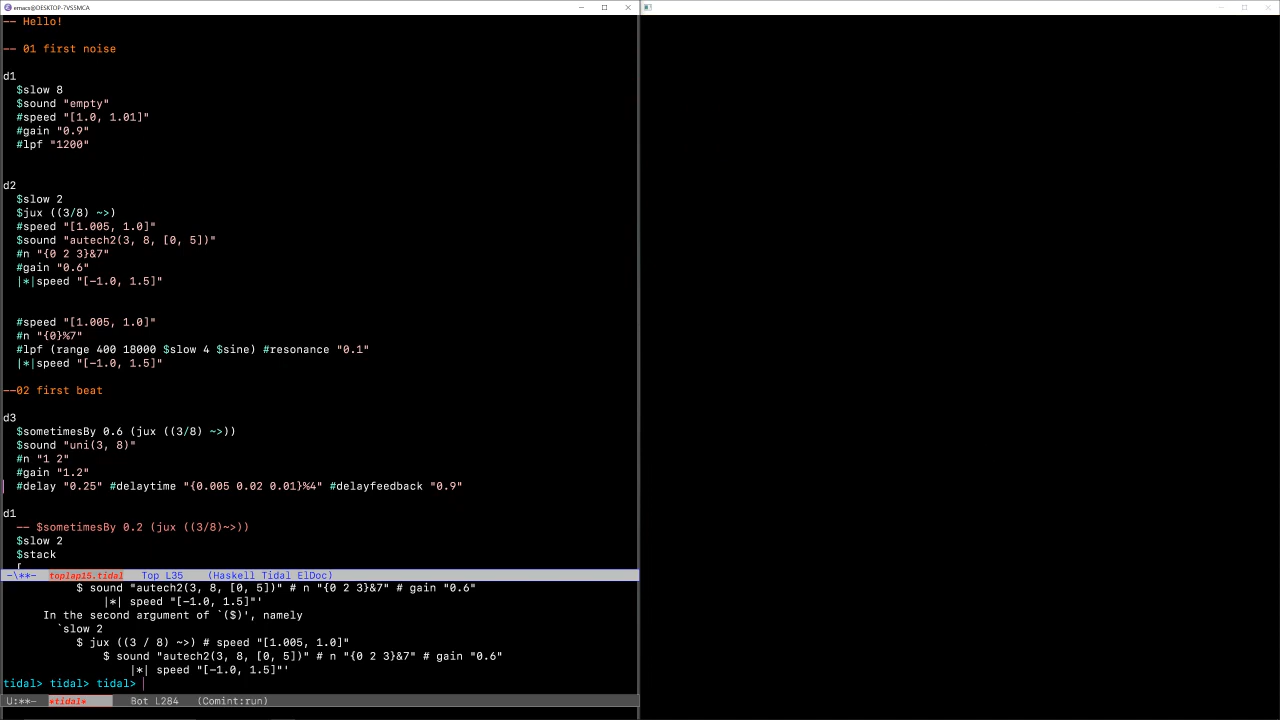 emacs@DESKTOP-7VS5MCA
-- Hello!
-- 01 first noise
d1
  $slow 8
  $sound "empty"
  #speed "[1.0, 1.01]"
  #gain "0.9"
  #lpf "1200"
d2
  $slow 2
  $jux ((3/8) ~>)
  #speed "[1.005, 1.0]"
  $sound "autech2(3, 8, [0, 5])"
  #n "{0 2 3}&7"
  #gain "0.6"
  |*|speed "[-1.0, 1.5]"
  #speed "[1.005, 1.0]"
  #n "{0}%7"
  #lpf (range 400 18000 $slow 4 $sine) #resonance "0.1"
  |*|speed "[-1.0, 1.5]"
--02 first beat
d3
  $sometimesBy 0.6 (jux ((3/8) ~>))
  $sound "uni(3, 8)"
  #n "1 2"
  #gain "1.2"
  #delay "0.25" #delaytime "{0.005 0.02 0.01}%4" #delayfeedback "0.9"
d1
  -- $sometimesBy 0.2 (jux ((3/8)~>))
  $slow 2
  $stack
  [
-\**-  toplap15.tidal   Top L35    (Haskell Tidal ElDoc)
           $ sound "autech2(3, 8, [0, 5])" # n "{0 2 3}&7" # gain "0.6"
               |*| speed "[-1.0, 1.5]"'
      In the second argument of `($)', namely
        `slow 2
           $ jux ((3 / 8) ~>) # speed "[1.005, 1.0]"
               $ sound "autech2(3, 8, [0, 5])" # n "{0 2 3}&7" # gain "0.6"
                   |*| speed "[-1.0, 1.5]"'
tidal> tidal> tidal>
U:**-  *tidal*       Bot L284   (Comint:run)